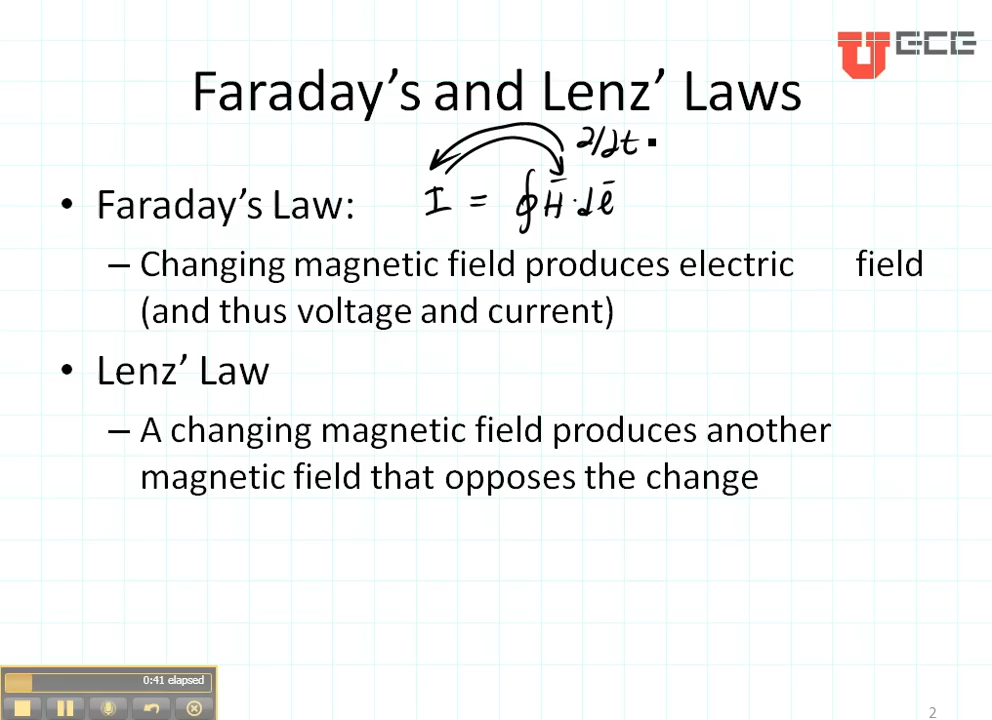 ECE
Faraday's and Lenz' Laws
∂/∂t
• Faraday's Law: I = ∮ H̄ · dl̄
– Changing magnetic field produces electric field
(and thus voltage and current)
• Lenz' Law
– A changing magnetic field produces another
magnetic field that opposes the change
0:41 elapsed
2